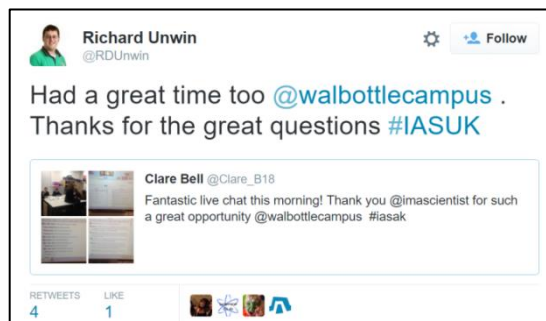 Richard Unwin
@RDUnwin
Follow
Had a great time too @walbottlecampus .
Thanks for the great questions #IASUK
Clare Bell @Clare_B18
Fantastic live chat this morning! Thank you @imascientist for such
a great opportunity @walbottlecampus #iasak
RETWEETS LIKE
4 1